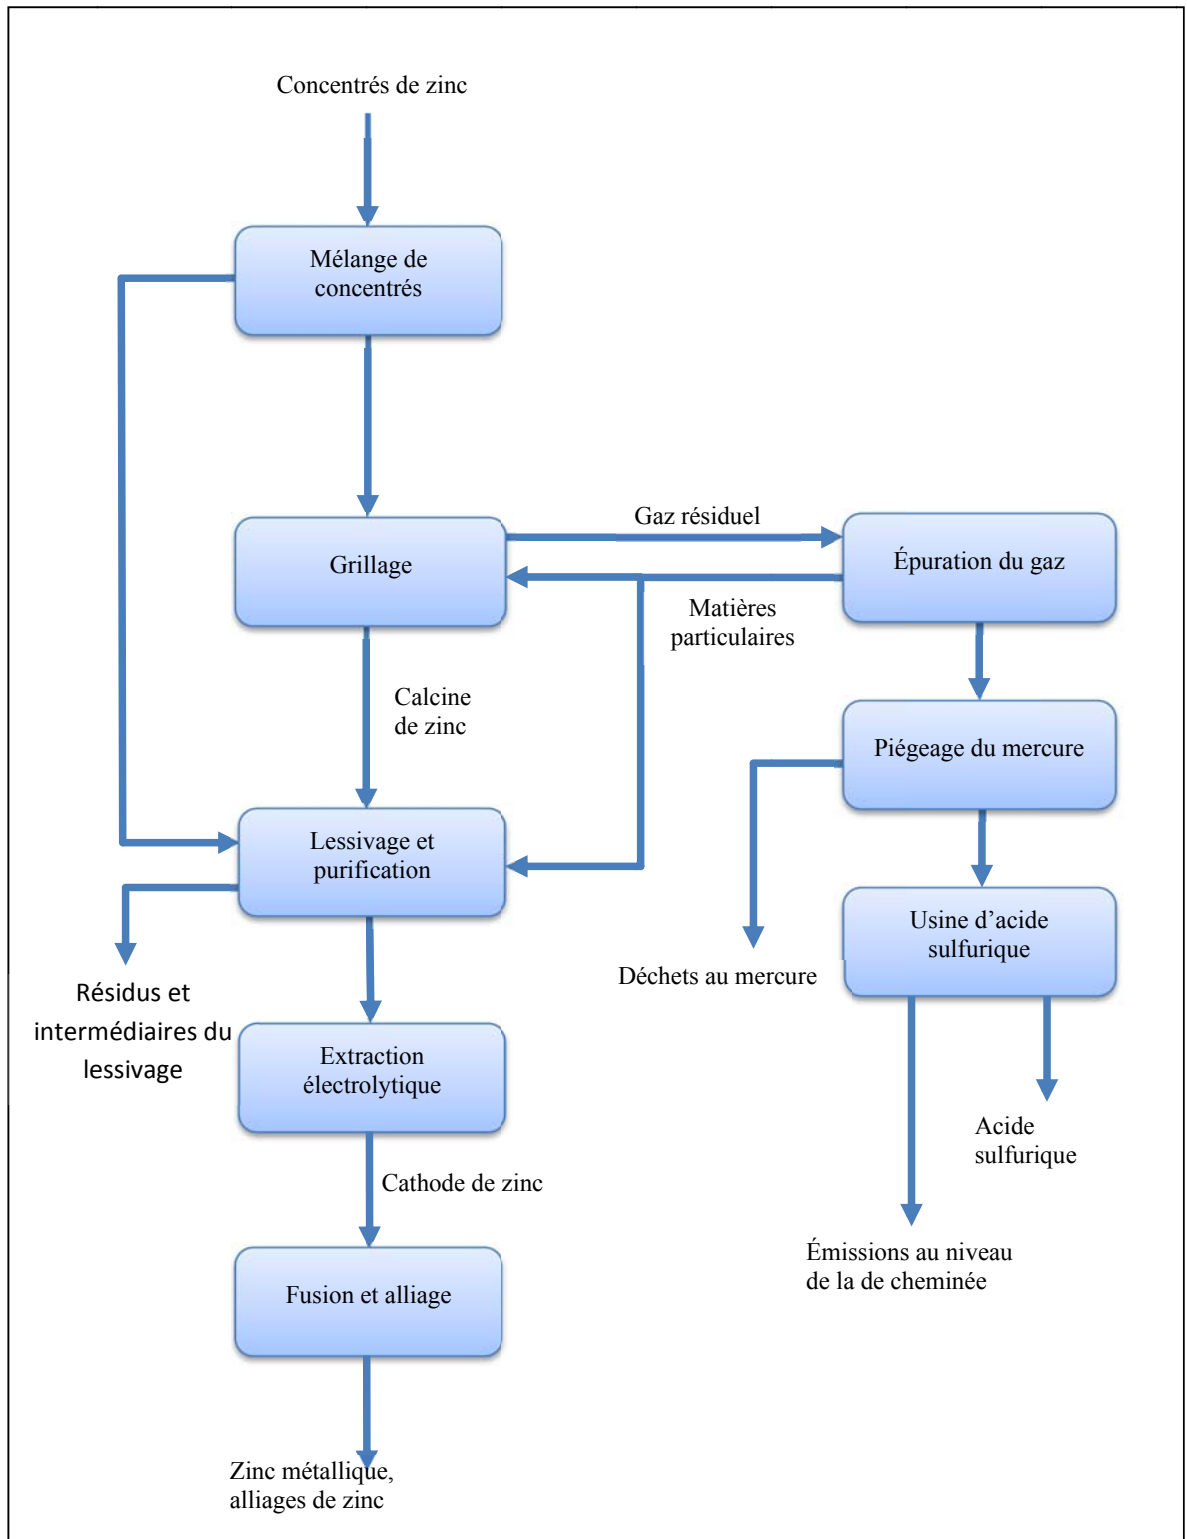 Concentrés de zinc
Mélange de
concentrés
Gaz résiduel
Grillage
Épuration du gaz
Matières
particulaires
Calcine
de zinc
Piégeage du mercure
Lessivage et
purification
Usine d’acide
sulfurique
Déchets au mercure
Résidus et
intermédiaires du
lessivage
Extraction
électrolytique
Acide
sulfurique
Cathode de zinc
Émissions au niveau
de la de cheminée
Fusion et alliage
Zinc métallique,
alliages de zinc